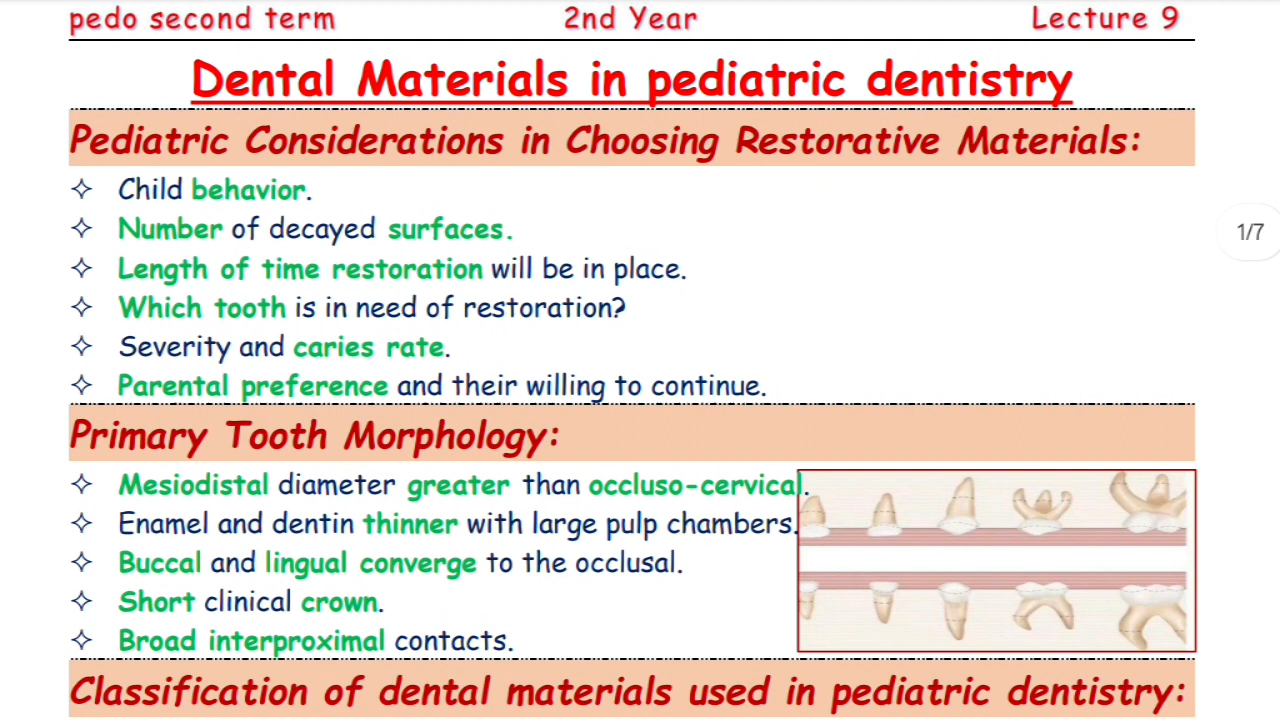 pedo second term 2nd Year Lecture 9
Dental Materials in pediatric dentistry
Pediatric Considerations in Choosing Restorative Materials:
✧ Child behavior.
✧ Number of decayed surfaces.
✧ Length of time restoration will be in place.
✧ Which tooth is in need of restoration?
✧ Severity and caries rate.
✧ Parental preference and their willing to continue.
1/7
Primary Tooth Morphology:
✧ Mesiodistal diameter greater than occluso-cervical.
✧ Enamel and dentin thinner with large pulp chambers.
✧ Buccal and lingual converge to the occlusal.
✧ Short clinical crown.
✧ Broad interproximal contacts.
Classification of dental materials used in pediatric dentistry: